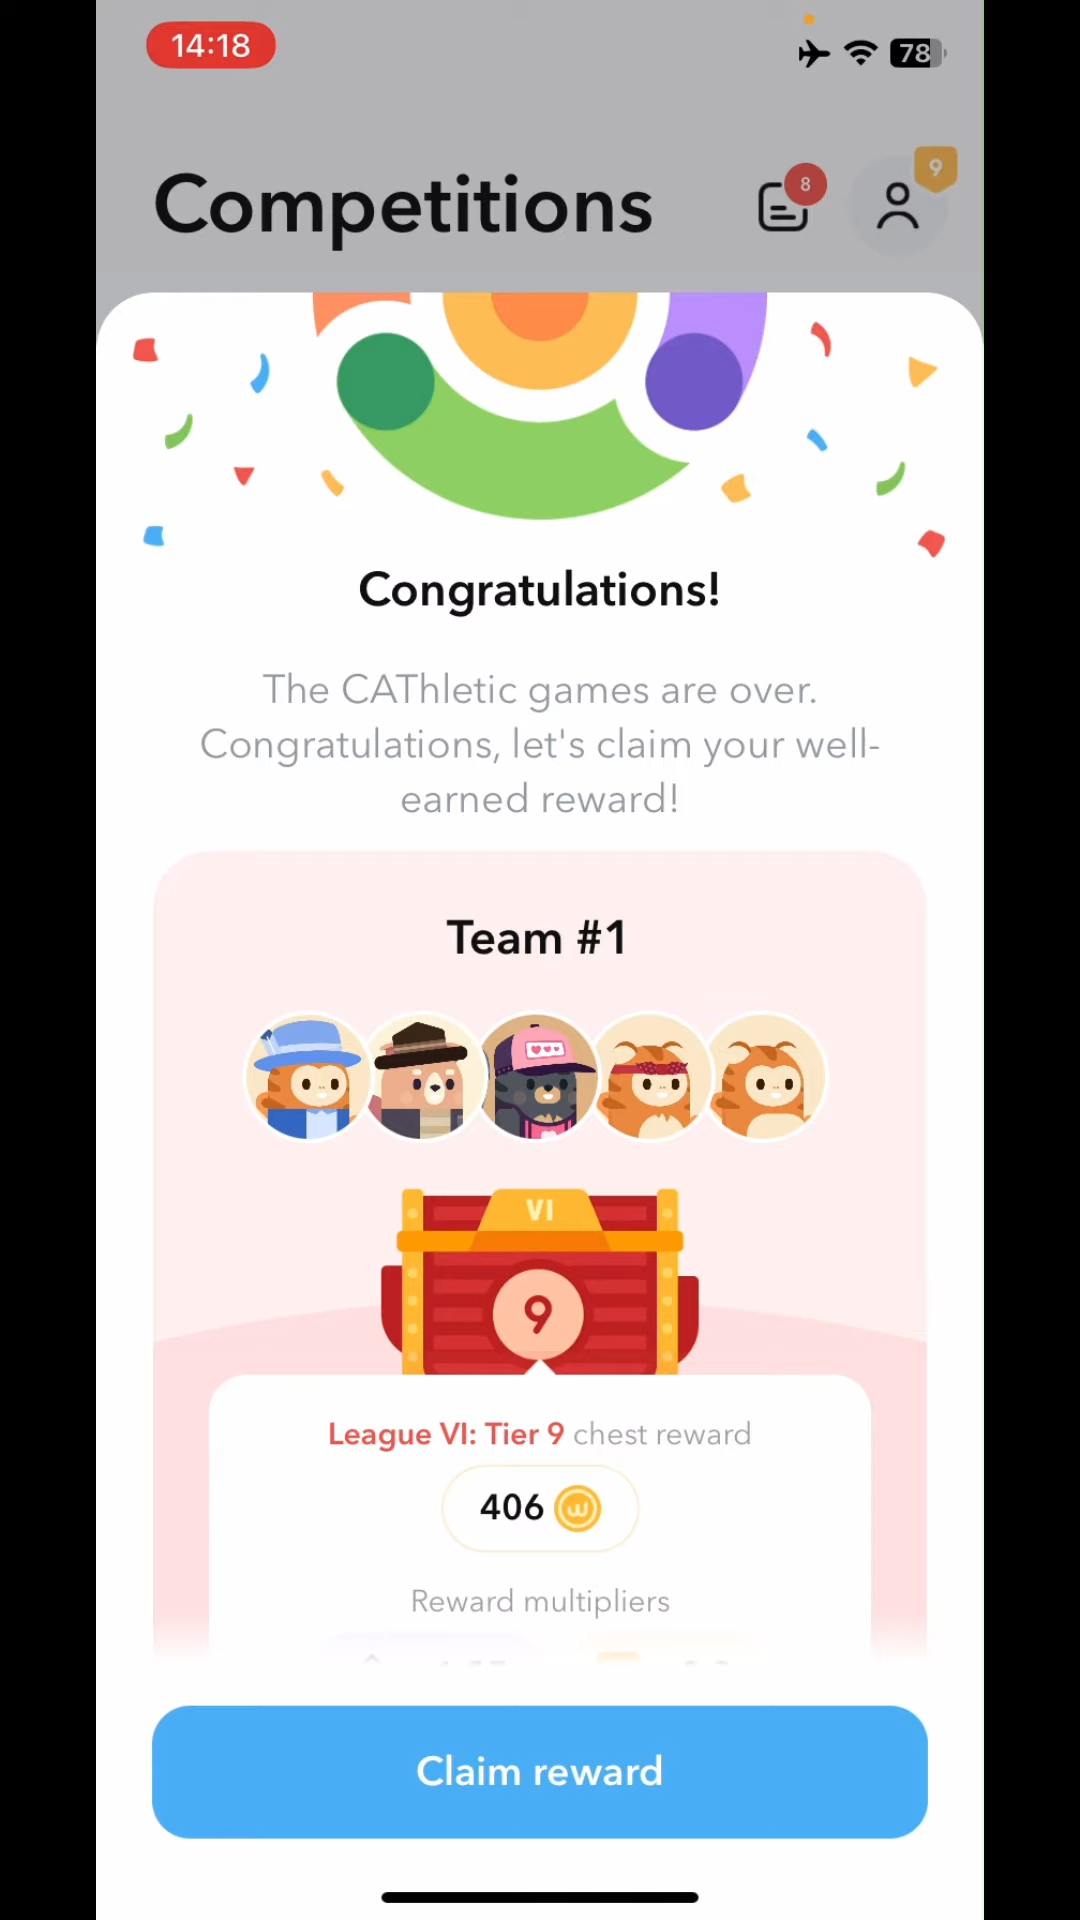 14:18
78
Competitions
8
9
Congratulations!
The CAThletic games are over.
Congratulations, let's claim your well-
earned reward!
Team #1
VI
9
League VI: Tier 9 chest reward
406
Reward multipliers
Claim reward